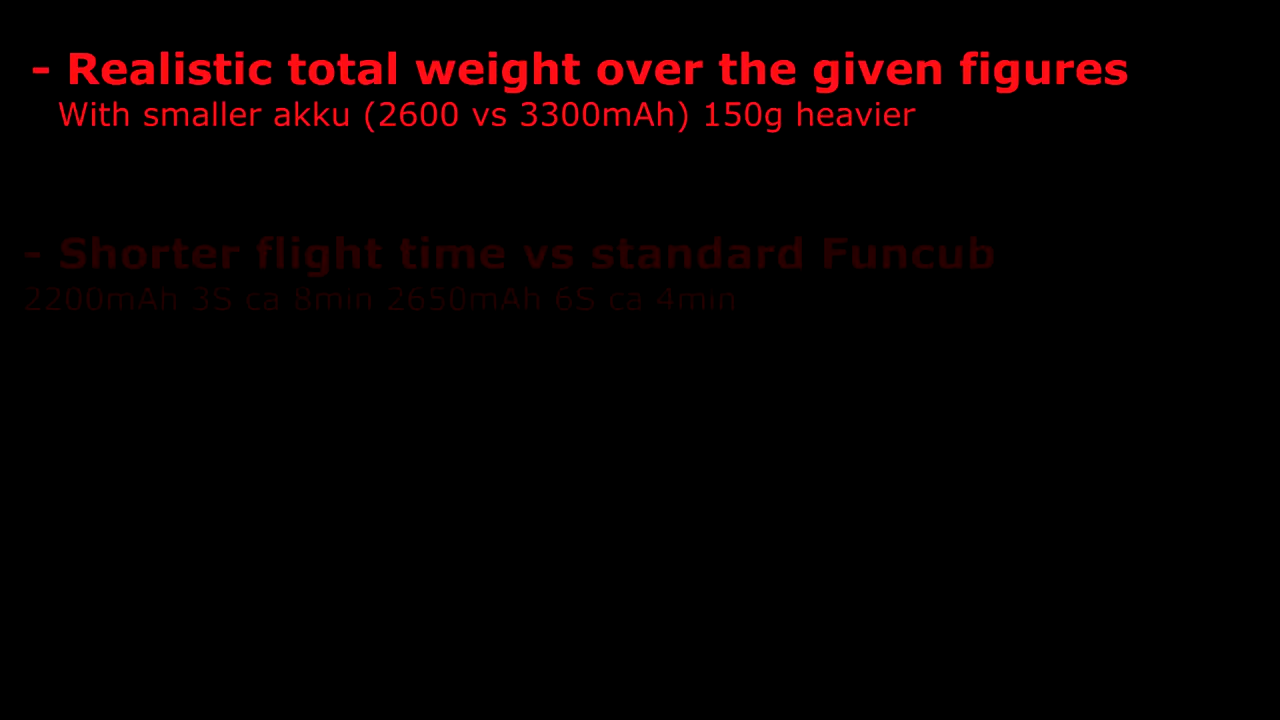 - Realistic total weight over the given figures
With smaller akku (2600 vs 3300mAh) 150g heavier
- Shorter flight time vs standard Funcub
2200mAh 3S ca 8min 2650mAh 6S ca 4min